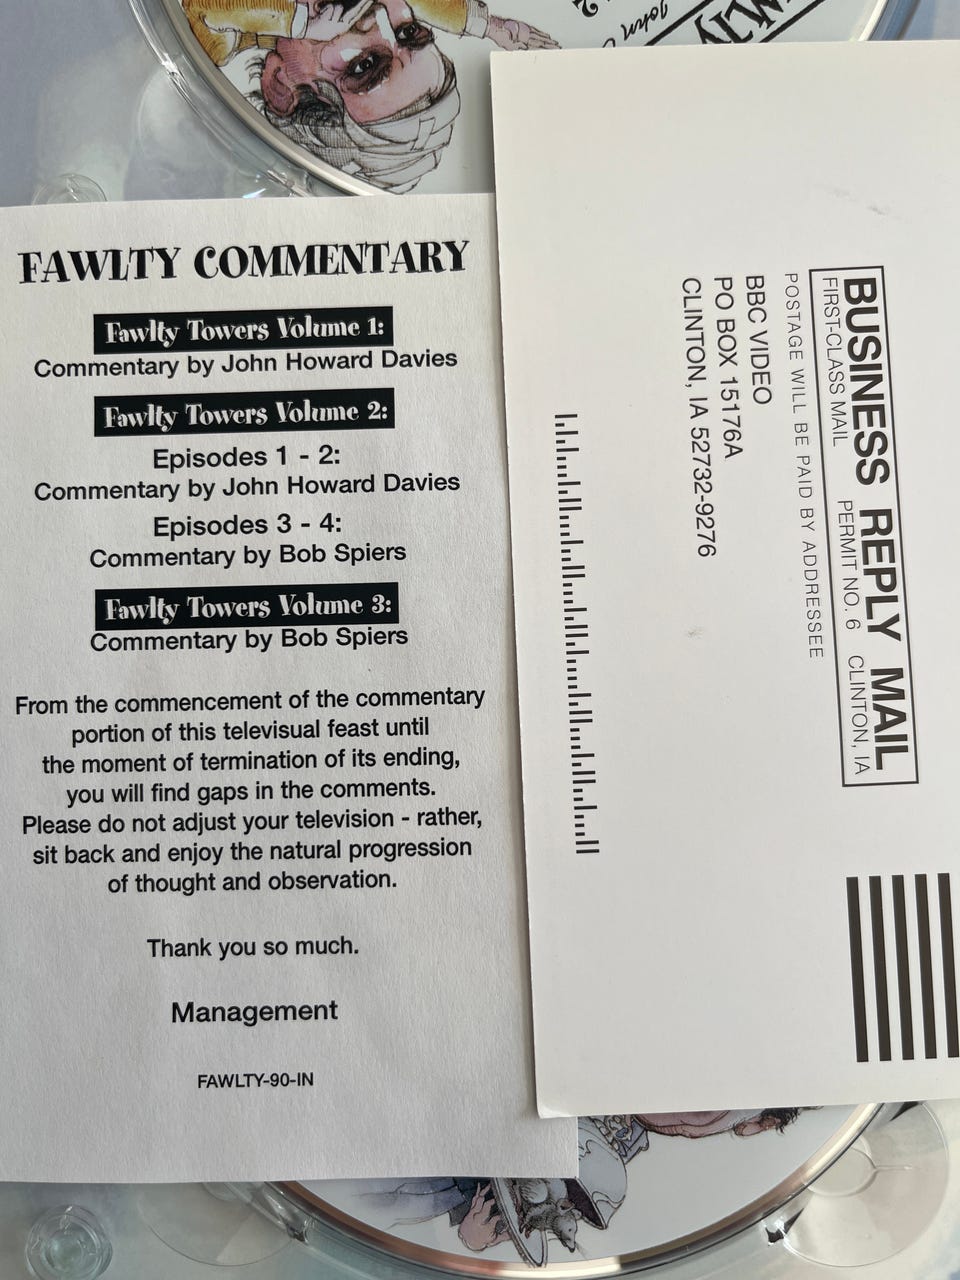 FAWLTY COMMENTARY
Fawlty Towers Volume 1:
Commentary by John Howard Davies
Fawlty Towers Volume 2:
Episodes 1 - 2:
Commentary by John Howard Davies
Episodes 3 - 4:
Commentary by Bob Spiers
Fawlty Towers Volume 3:
Commentary by Bob Spiers
From the commencement of the commentary
portion of this televisual feast until
the moment of termination of its ending,
you will find gaps in the comments.
Please do not adjust your television - rather,
sit back and enjoy the natural progression
of thought and observation.
Thank you so much.
Management
FAWLTY-90-IN
BUSINESS REPLY MAIL
FIRST-CLASS MAIL PERMIT NO. 6 CLINTON, IA
POSTAGE WILL BE PAID BY ADDRESSEE
BBC VIDEO
PO BOX 15176A
CLINTON, IA 52732-9276
John
2